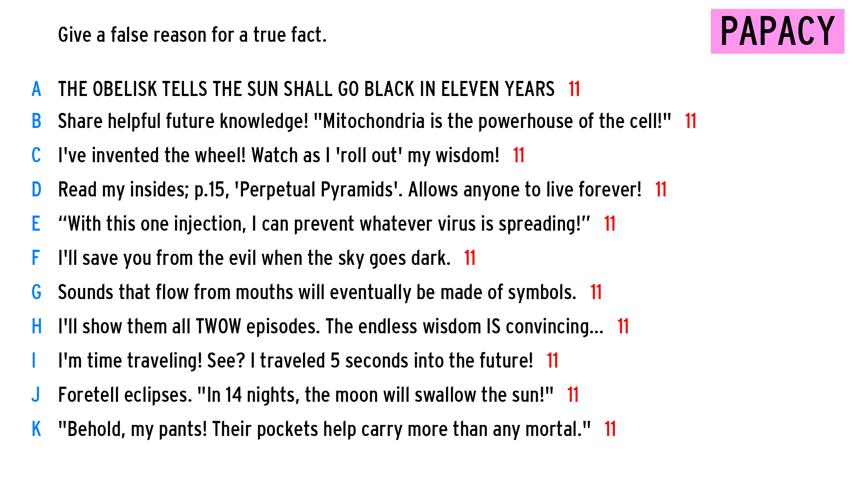 Give a false reason for a true fact.
PAPACY
A THE OBELISK TELLS THE SUN SHALL GO BLACK IN ELEVEN YEARS 11
B Share helpful future knowledge! "Mitochondria is the powerhouse of the cell!" 11
C I've invented the wheel! Watch as I 'roll out' my wisdom! 11
D Read my insides; p.15, 'Perpetual Pyramids'. Allows anyone to live forever! 11
E “With this one injection, I can prevent whatever virus is spreading!” 11
F I'll save you from the evil when the sky goes dark. 11
G Sounds that flow from mouths will eventually be made of symbols. 11
H I'll show them all TWOW episodes. The endless wisdom IS convincing... 11
I I'm time traveling! See? I traveled 5 seconds into the future! 11
J Foretell eclipses. "In 14 nights, the moon will swallow the sun!" 11
K "Behold, my pants! Their pockets help carry more than any mortal." 11